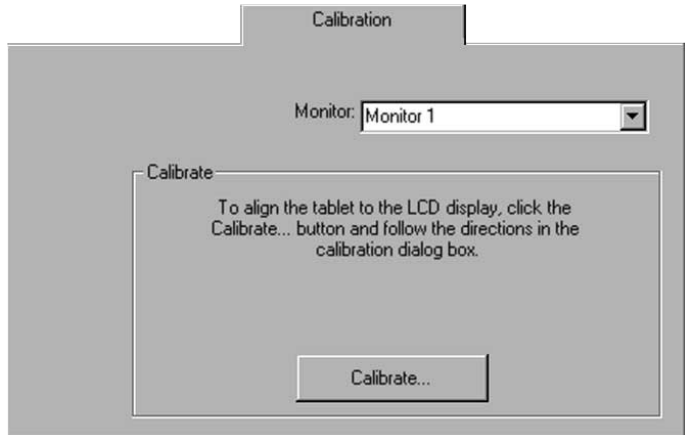 Calibration
Monitor: Monitor 1
Calibrate
To align the tablet to the LCD display, click the
Calibrate... button and follow the directions in the
calibration dialog box.
Calibrate...